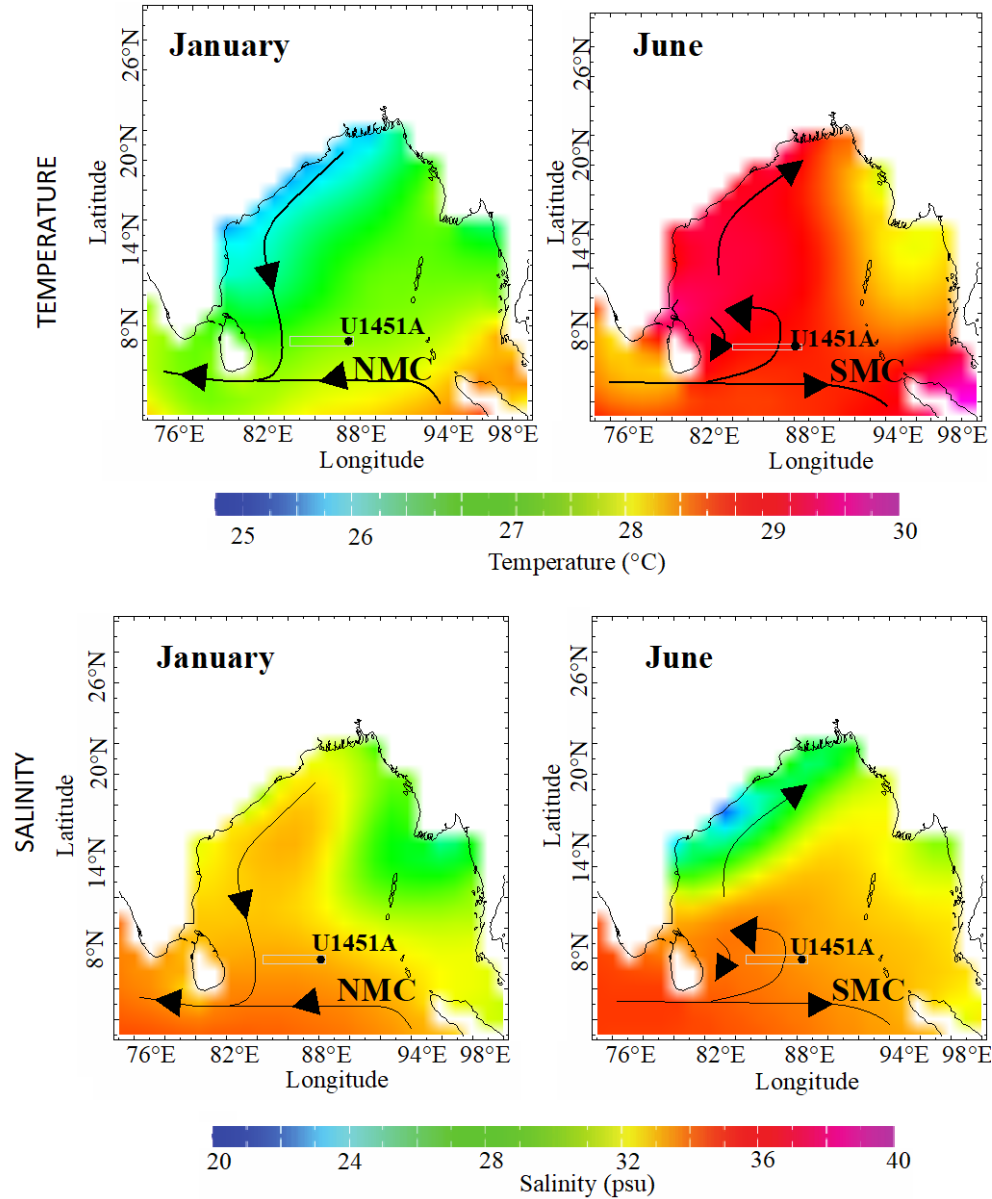 TEMPERATURE
January
26°N
20°N
14°N
8°N
Latitude
U1451A
NMC
76°E 82°E 88°E 94°E 98°E
Longitude
June
26°N
20°N
14°N
8°N
Latitude
U1451A
SMC
76°E 82°E 88°E 94°E 98°E
Longitude
25 26 27 28 29 30
Temperature (°C)
SALINITY
January
26°N
20°N
14°N
8°N
Latitude
U1451A
NMC
76°E 82°E 88°E 94°E 98°E
Longitude
June
26°N
20°N
14°N
8°N
Latitude
U1451A
SMC
76°E 82°E 88°E 94°E 98°E
Longitude
20 24 28 32 36 40
Salinity (psu)